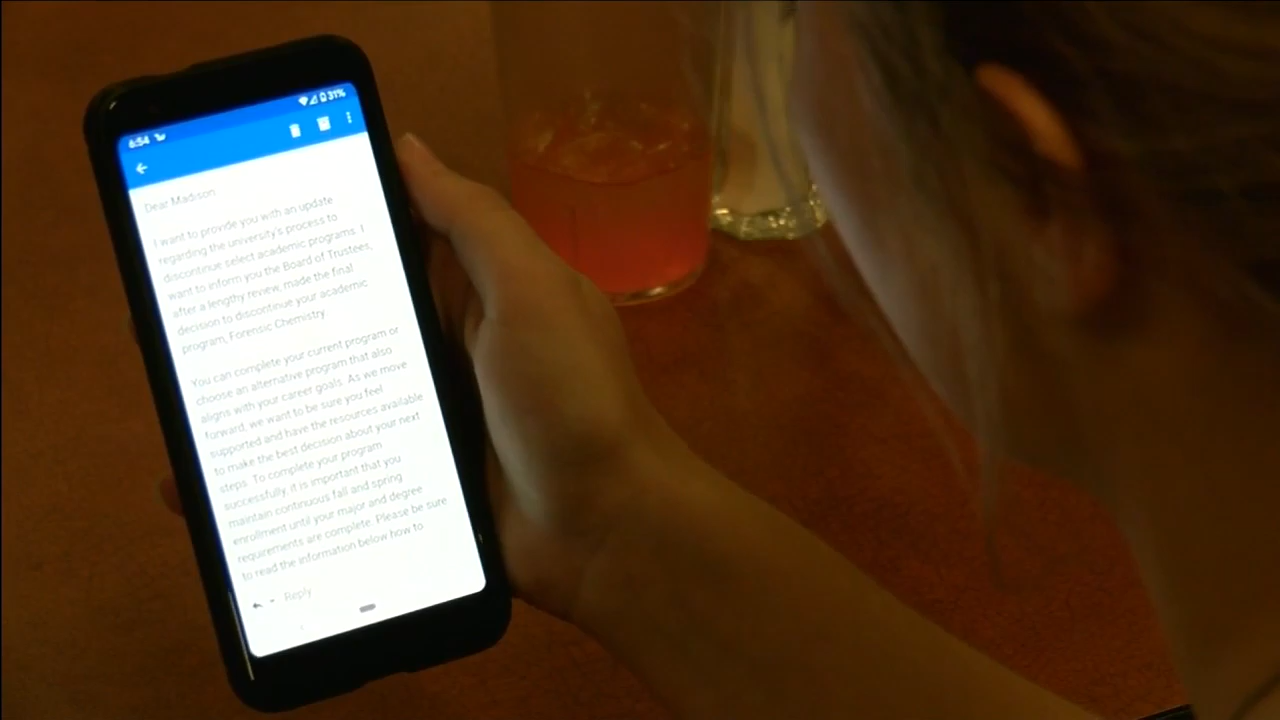 6:54 31%
Dear Madison
I want to provide you with an update
regarding the university's process to
discontinue select academic programs. I
want to inform you the Board of Trustees,
after a lengthy review, made the final
decision to discontinue your academic
program, Forensic Chemistry.
You can complete your current program or
choose an alternative program that also
aligns with your career goals. As we move
forward, we want to be sure you feel
supported and have the resources available
to make the best decision about your next
steps. To complete your program
successfully, it is important that you
maintain continuous fall and spring
enrollment until your major and degree
requirements are complete. Please be sure
to read the information below how to
Reply